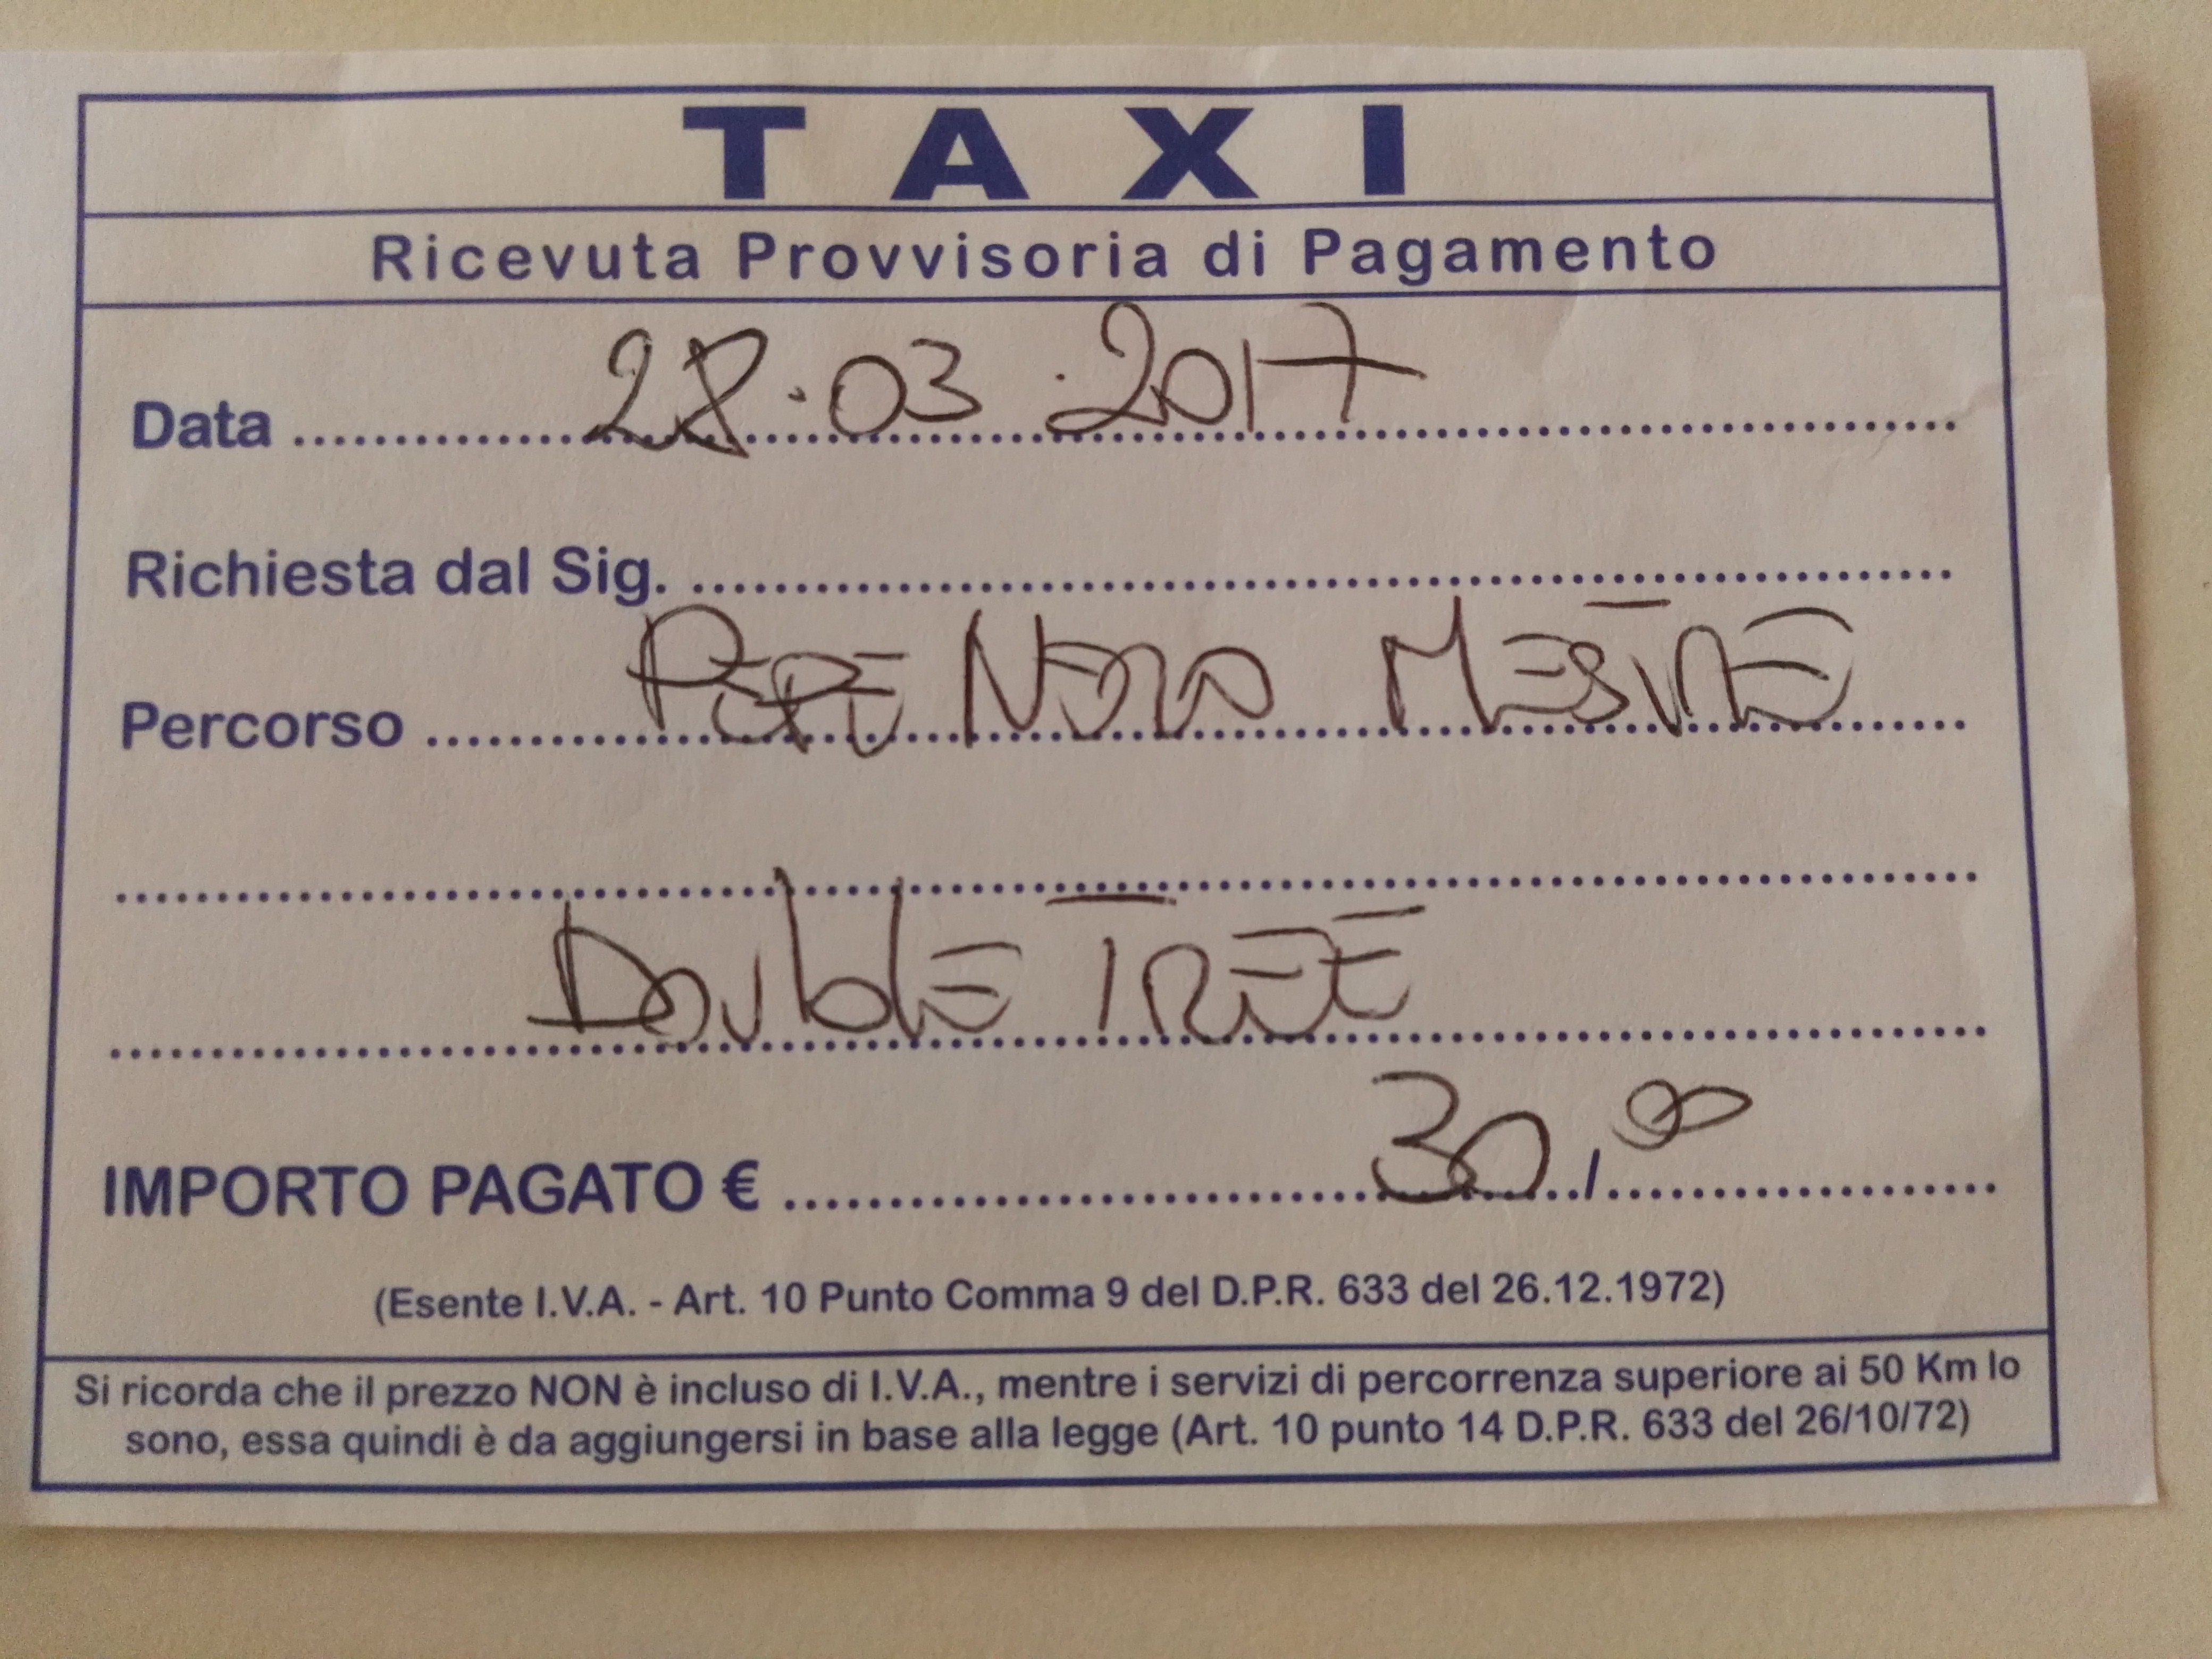 TAXI
Ricevuta Provvisoria di Pagamento
Data 28.03.2017
Richiesta dal Sig.
Percorso PEPE NERO MESTRE
DOUblE TREE
IMPORTO PAGATO € 30,00
(Esente I.V.A. - Art. 10 Punto Comma 9 del D.P.R. 633 del 26.12.1972)
Si ricorda che il prezzo NON è incluso di I.V.A., mentre i servizi di percorrenza superiore ai 50 Km lo
sono, essa quindi è da aggiungersi in base alla legge (Art. 10 punto 14 D.P.R. 633 del 26/10/72)